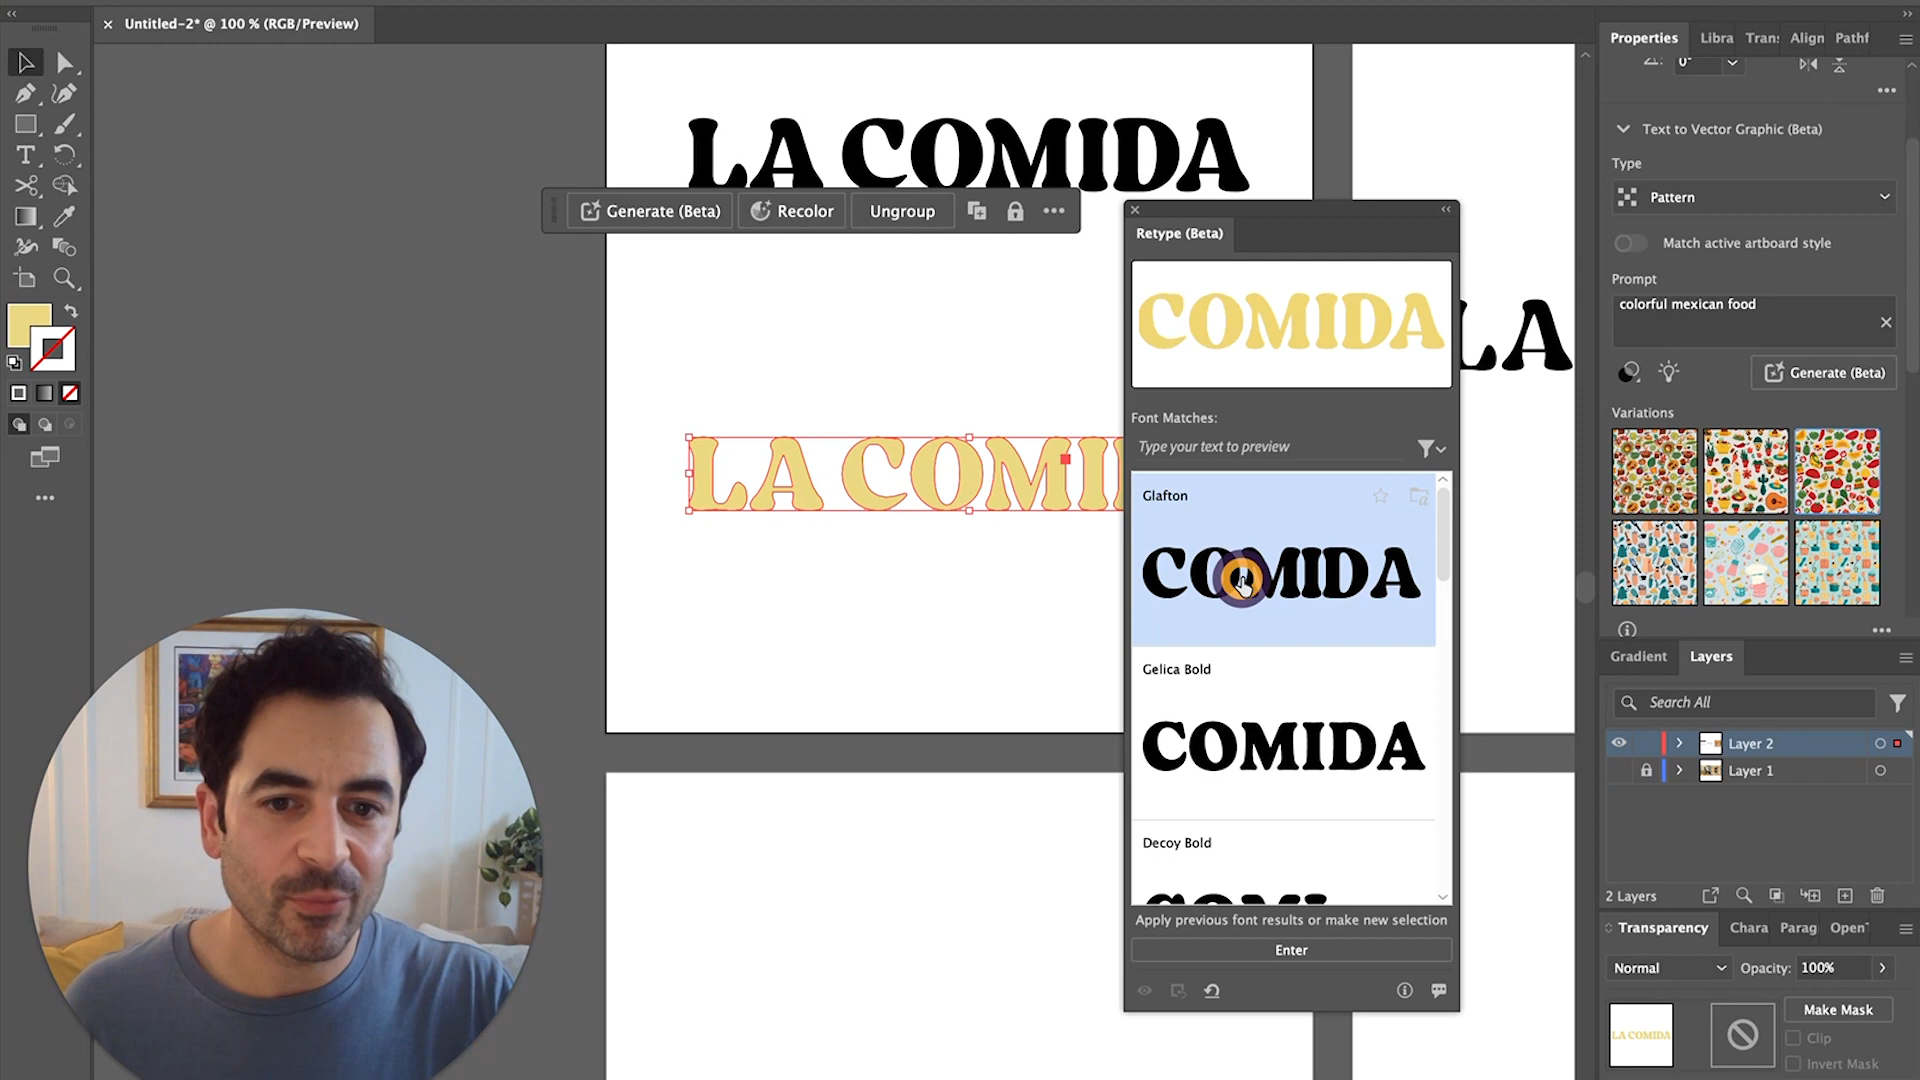 Untitled-2* @ 100 % (RGB/Preview)
LA COMIDA
Generate (Beta)
Recolor
Ungroup
LA COMI
LA
Retype (Beta)
COMIDA
Font Matches:
Type your text to preview
Glafton
COMIDA
Gelica Bold
COMIDA
Decoy Bold
Apply previous font results or make new selection
Enter
Properties
Libra
Trans
Align
Pathf
0°
Text to Vector Graphic (Beta)
Type
Pattern
Match active artboard style
Prompt
colorful mexican food
Generate (Beta)
Variations
Gradient
Layers
Search All
Layer 2
Layer 1
2 Layers
Transparency
Chara
Parag
OpenT
Normal
Opacity:
100%
LA COMIDA
Make Mask
Clip
Invert Mask